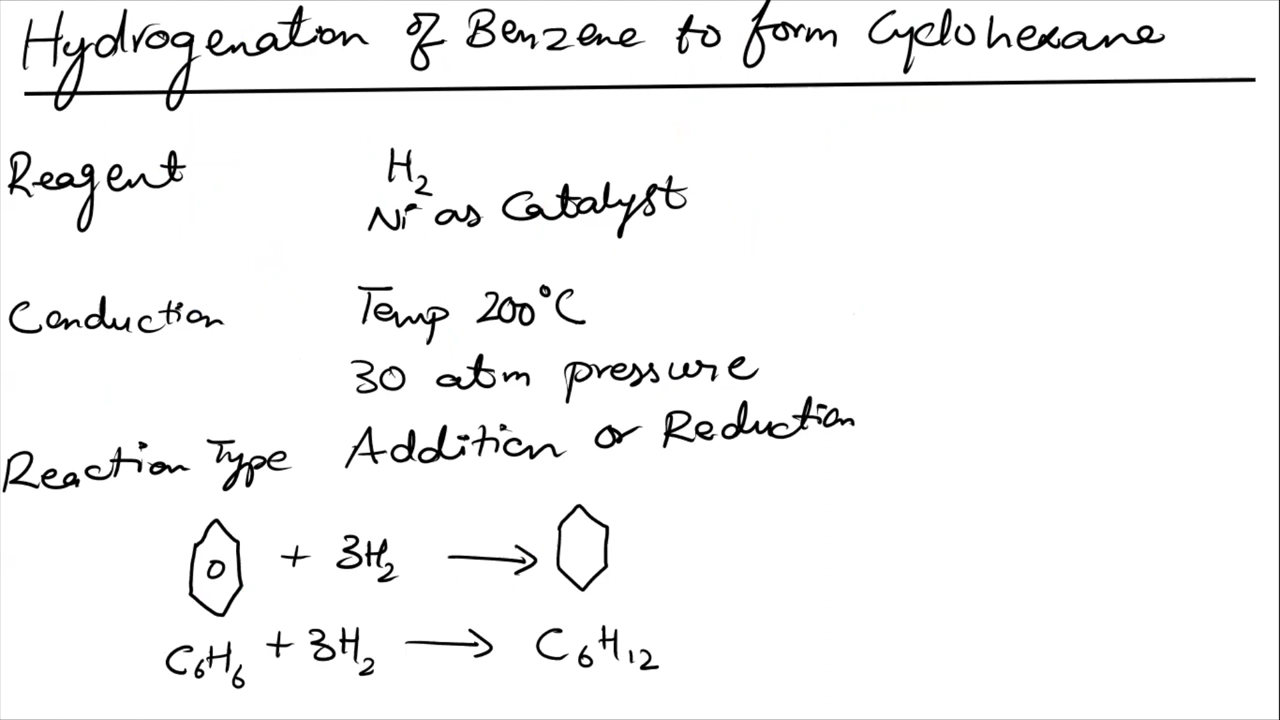 Hydrogenation of Benzene to form Cyclohexane
Reagent H₂
Ni as Catalyst
Conduction Temp 200°C
30 atm pressure
Reaction Type Addition or Reduction
+ 3H₂ →
C₆H₆ + 3H₂ → C₆H₁₂